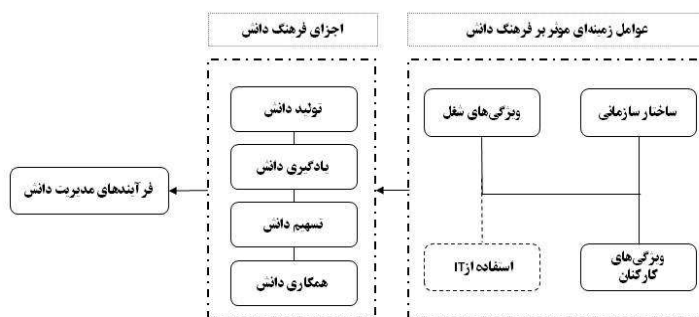 عوامل زمینه‌ای موثر بر فرهنگ دانش
اجزای فرهنگ دانش
ساختار سازمانی
ویژگی‌های شغل
ویژگی‌های
کارکنان
استفاده از IT
تولید دانش
یادگیری دانش
تسهیم دانش
همکاری دانش
فرآیندهای مدیریت دانش